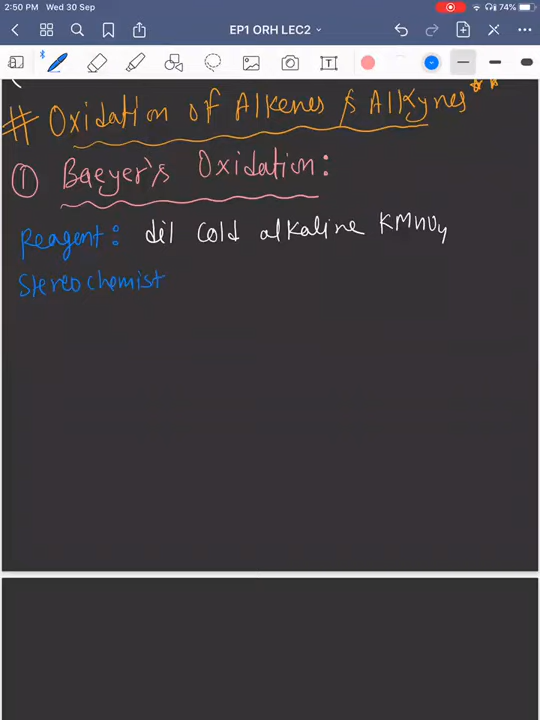 2:50 PM Wed 30 Sep 74%
EP1 ORH LEC2
# Oxidation of Alkenes & Alkynes**
① Baeyer's Oxidation:
Reagent: dil cold alkaline KMnO4
Stereochemist